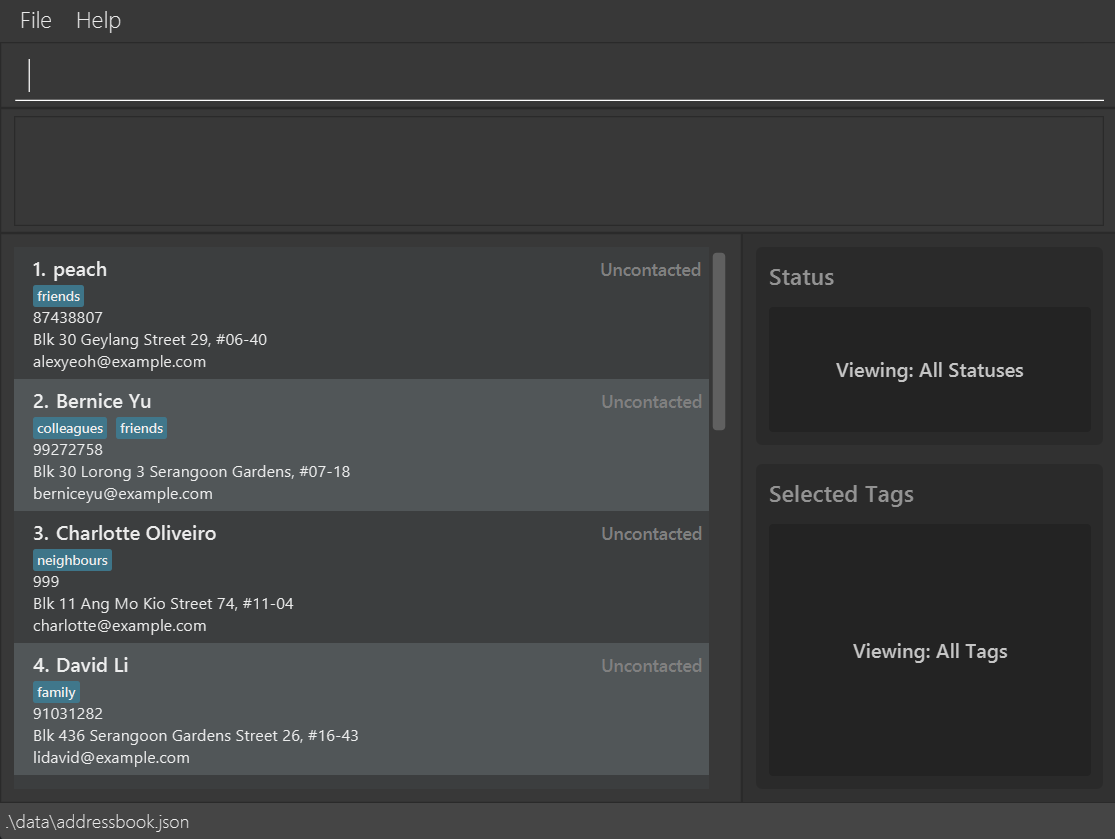 File Help
1. peach Uncontacted
friends
87438807
Blk 30 Geylang Street 29, #06-40
alexyeoh@example.com
2. Bernice Yu Uncontacted
colleagues friends
99272758
Blk 30 Lorong 3 Serangoon Gardens, #07-18
berniceyu@example.com
3. Charlotte Oliveiro Uncontacted
neighbours
999
Blk 11 Ang Mo Kio Street 74, #11-04
charlotte@example.com
4. David Li Uncontacted
family
91031282
Blk 436 Serangoon Gardens Street 26, #16-43
lidavid@example.com
Status
Viewing: All Statuses
Selected Tags
Viewing: All Tags
.\data\addressbook.json